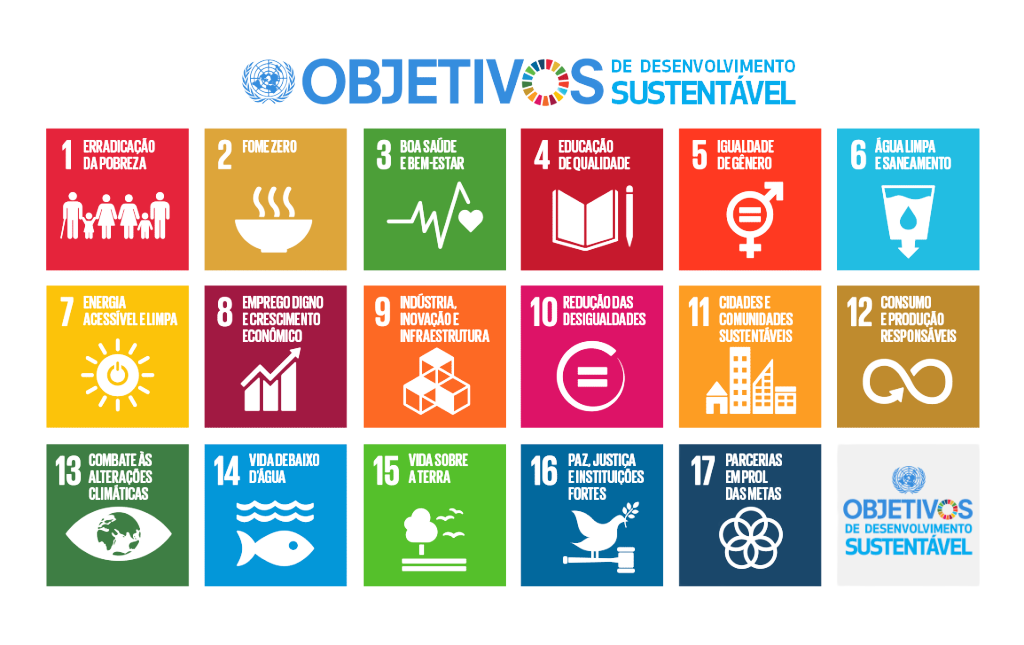 OBJETIVOS DE DESENVOLVIMENTO
SUSTENTÁVEL
1 ERRADICAÇÃO
DA POBREZA
2 FOME ZERO
3 BOA SAÚDE
E BEM-ESTAR
4 EDUCAÇÃO
DE QUALIDADE
5 IGUALDADE
DE GÊNERO
6 ÁGUA LIMPA
E SANEAMENTO
7 ENERGIA
ACESSÍVEL E LIMPA
8 EMPREGO DIGNO
E CRESCIMENTO
ECONÔMICO
9 INDÚSTRIA,
INOVAÇÃO E
INFRAESTRUTURA
10 REDUÇÃO DAS
DESIGUALDADES
11 CIDADES E
COMUNIDADES
SUSTENTÁVEIS
12 CONSUMO
E PRODUÇÃO
RESPONSÁVEIS
13 COMBATE ÀS
ALTERAÇÕES
CLIMÁTICAS
14 VIDA DEBAIXO
D'ÁGUA
15 VIDA SOBRE
A TERRA
16 PAZ, JUSTIÇA
E INSTITUIÇÕES
FORTES
17 PARCERIAS
EM PROL
DAS METAS
OBJETIVOS
DE DESENVOLVIMENTO
SUSTENTÁVEL